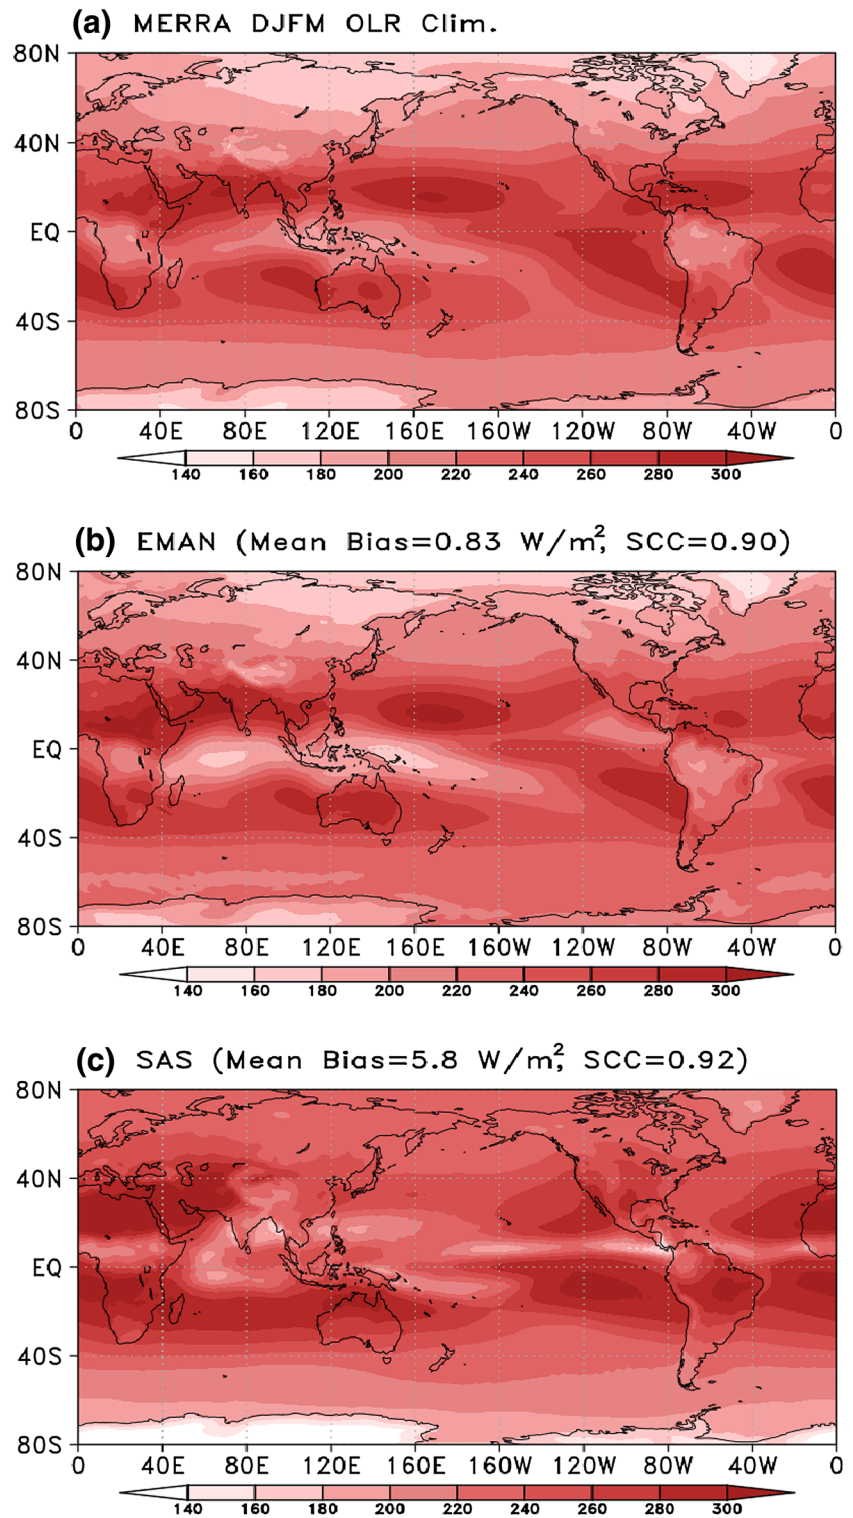 (a) MERRA DJFM OLR Clim.
80N
40N
EQ
40S
80S
0 40E 80E 120E 160E 160W 120W 80W 40W 0
140 160 180 200 220 240 260 280 300
(b) EMAN (Mean Bias=0.83 W/m², SCC=0.90)
80N
40N
EQ
40S
80S
0 40E 80E 120E 160E 160W 120W 80W 40W 0
140 160 180 200 220 240 260 280 300
(c) SAS (Mean Bias=5.8 W/m², SCC=0.92)
80N
40N
EQ
40S
80S
0 40E 80E 120E 160E 160W 120W 80W 40W 0
140 160 180 200 220 240 260 280 300